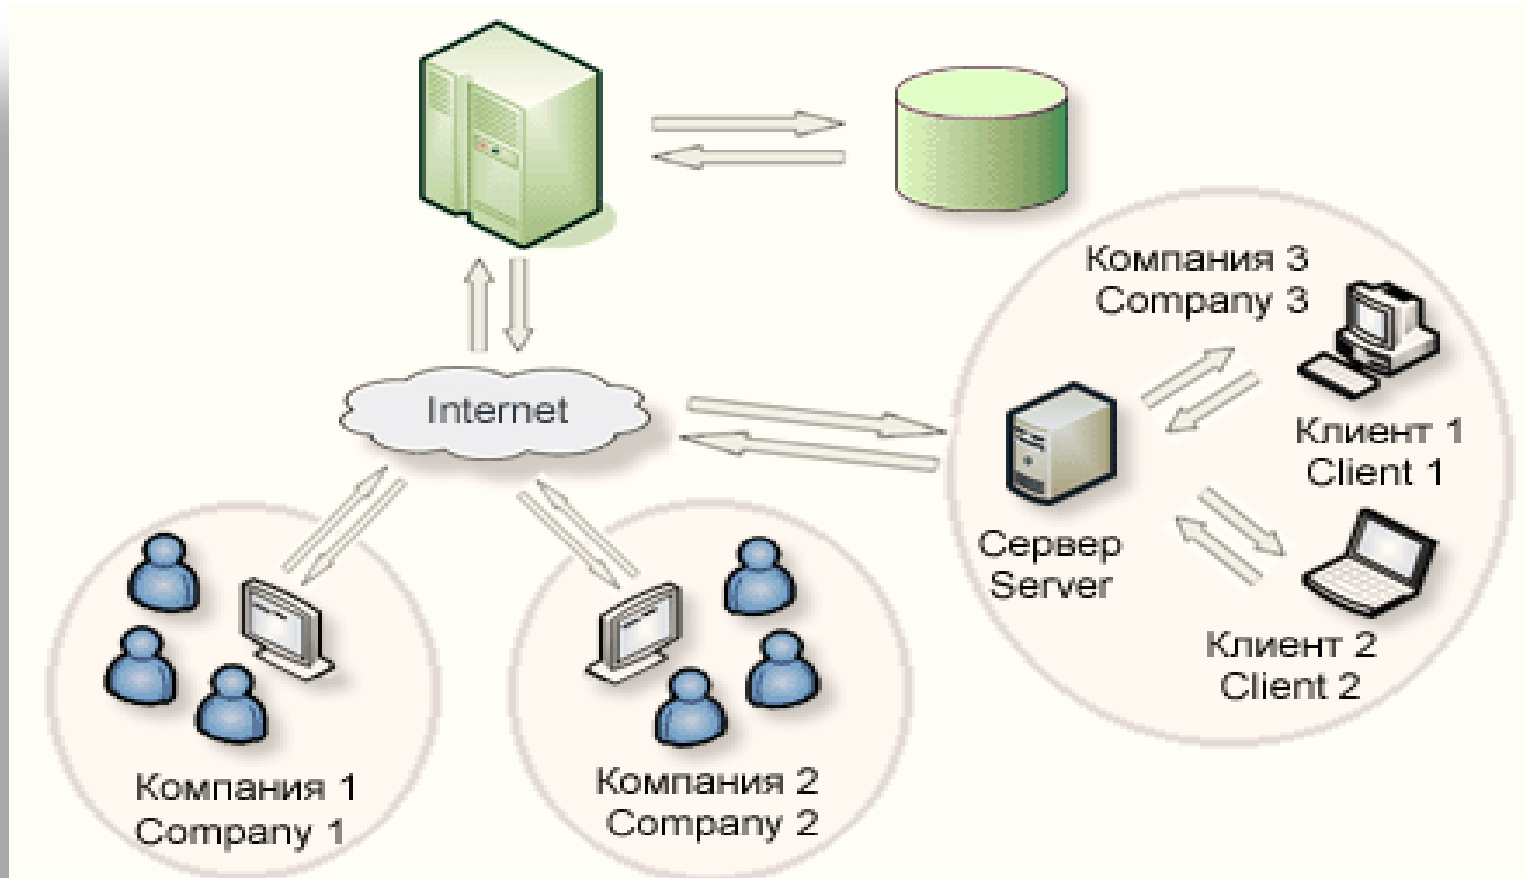 Компания 3
Company 3
Internet
Клиент 1
Client 1
Сервер
Server
Клиент 2
Client 2
Компания 1
Company 1
Компания 2
Company 2